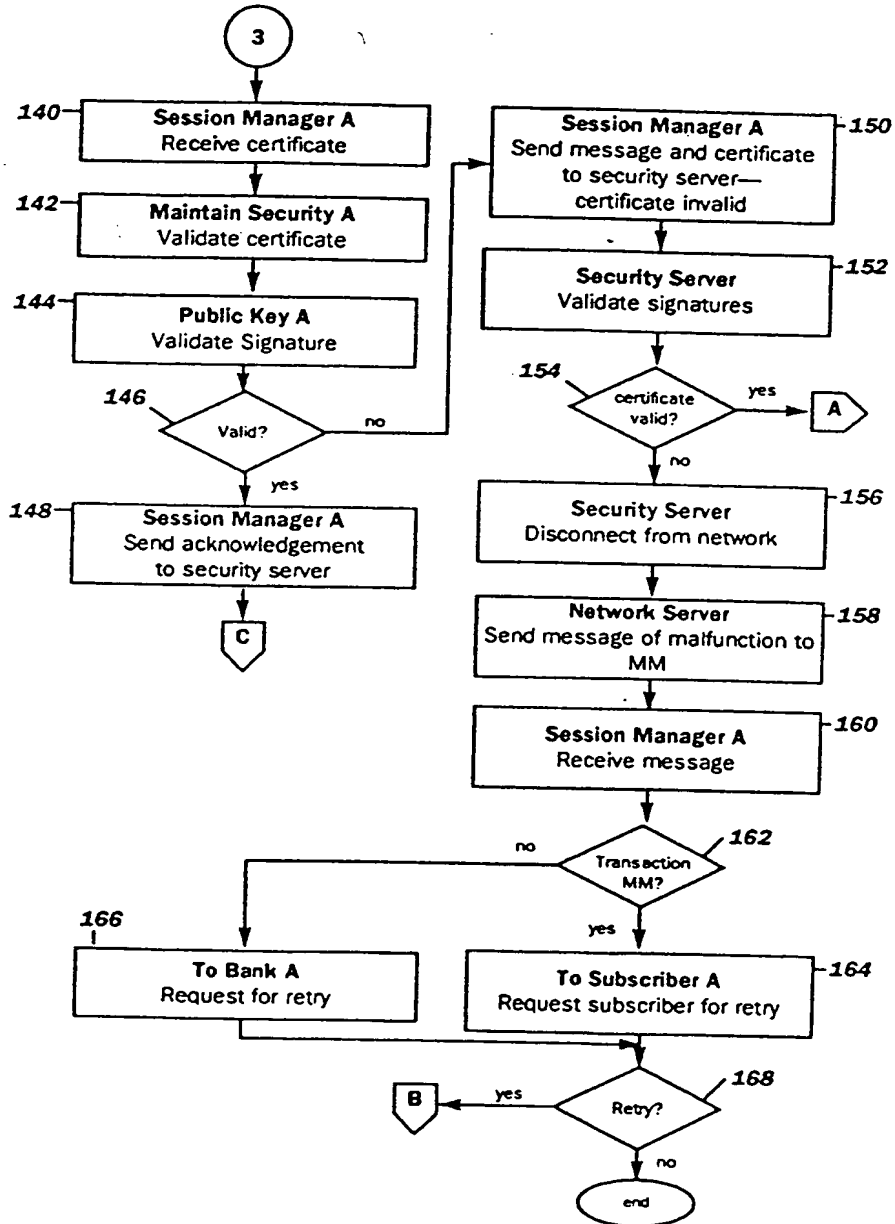 3
140
Session Manager A
Receive certificate
142
Maintain Security A
Validate certificate
144
Public Key A
Validate Signature
146
Valid?
no
yes
148
Session Manager A
Send acknowledgement
to security server
C
150
Session Manager A
Send message and certificate
to security server—
certificate invalid
152
Security Server
Validate signatures
154
certificate
valid?
yes
A
no
156
Security Server
Disconnect from network
158
Network Server
Send message of malfunction to
MM
160
Session Manager A
Receive message
162
Transaction
MM?
no
yes
166
To Bank A
Request for retry
164
To Subscriber A
Request subscriber for retry
168
Retry?
yes
B
no
end